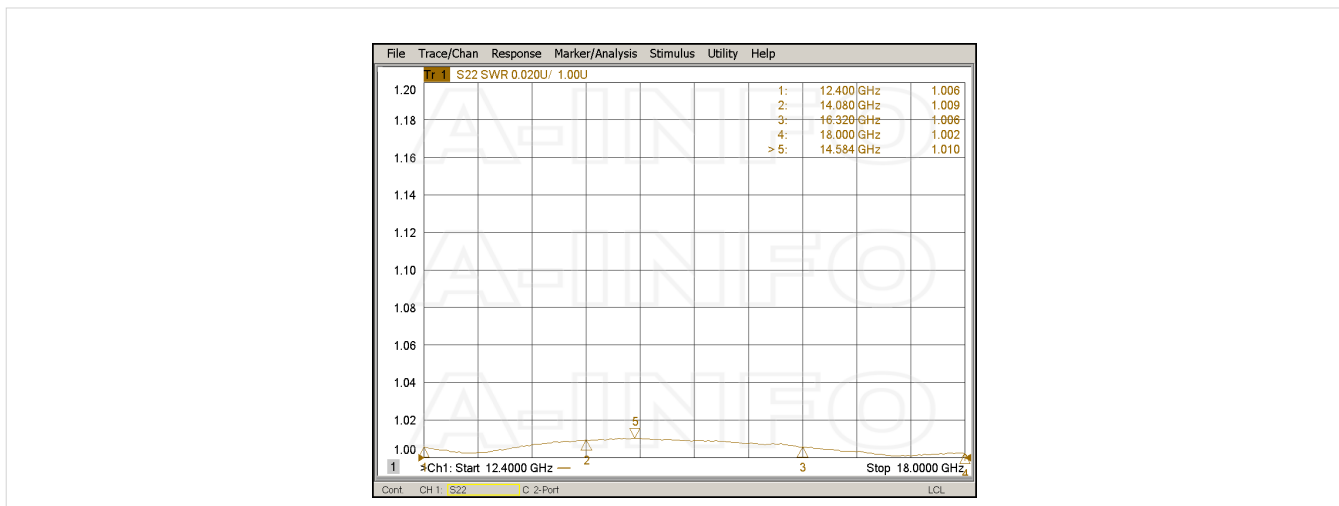 File Trace/Chan Response Marker/Analysis Stimulus Utility Help
Tr 1 S22 SWR 0.020U/ 1.00U
1.20
1.18
1.16
1.14
1.12
1.10
1.08
1.06
1.04
1.02
1.00
1: 12.400 GHz 1.006
2: 14.080 GHz 1.009
3: 16.320 GHz 1.006
4: 18.000 GHz 1.002
> 5: 14.584 GHz 1.010
A-INFO
A-INFO
A-INFO
5
2
3
4
1 >Ch1: Start 12.4000 GHz — Stop 18.0000 GHz
Cont. CH 1: S22 C 2-Port LCL